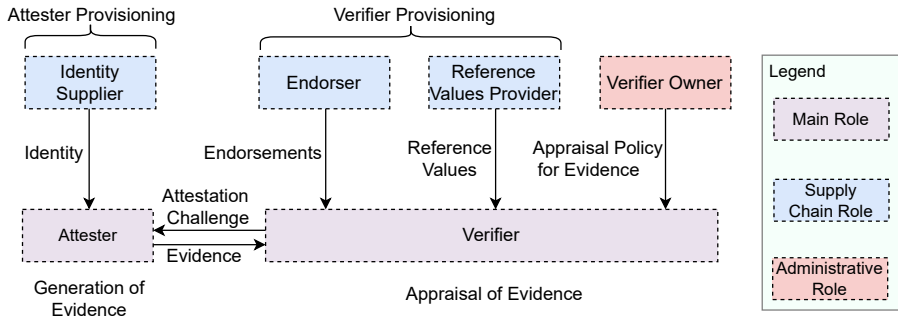 Attester Provisioning
Verifier Provisioning
Identity
Supplier
Endorser
Reference
Values Provider
Verifier Owner
Legend
Main Role
Supply
Chain Role
Administrative
Role
Identity
Endorsements
Reference
Values
Appraisal Policy
for Evidence
Attestation
Challenge
Attester
Evidence
Verifier
Generation of
Evidence
Appraisal of Evidence